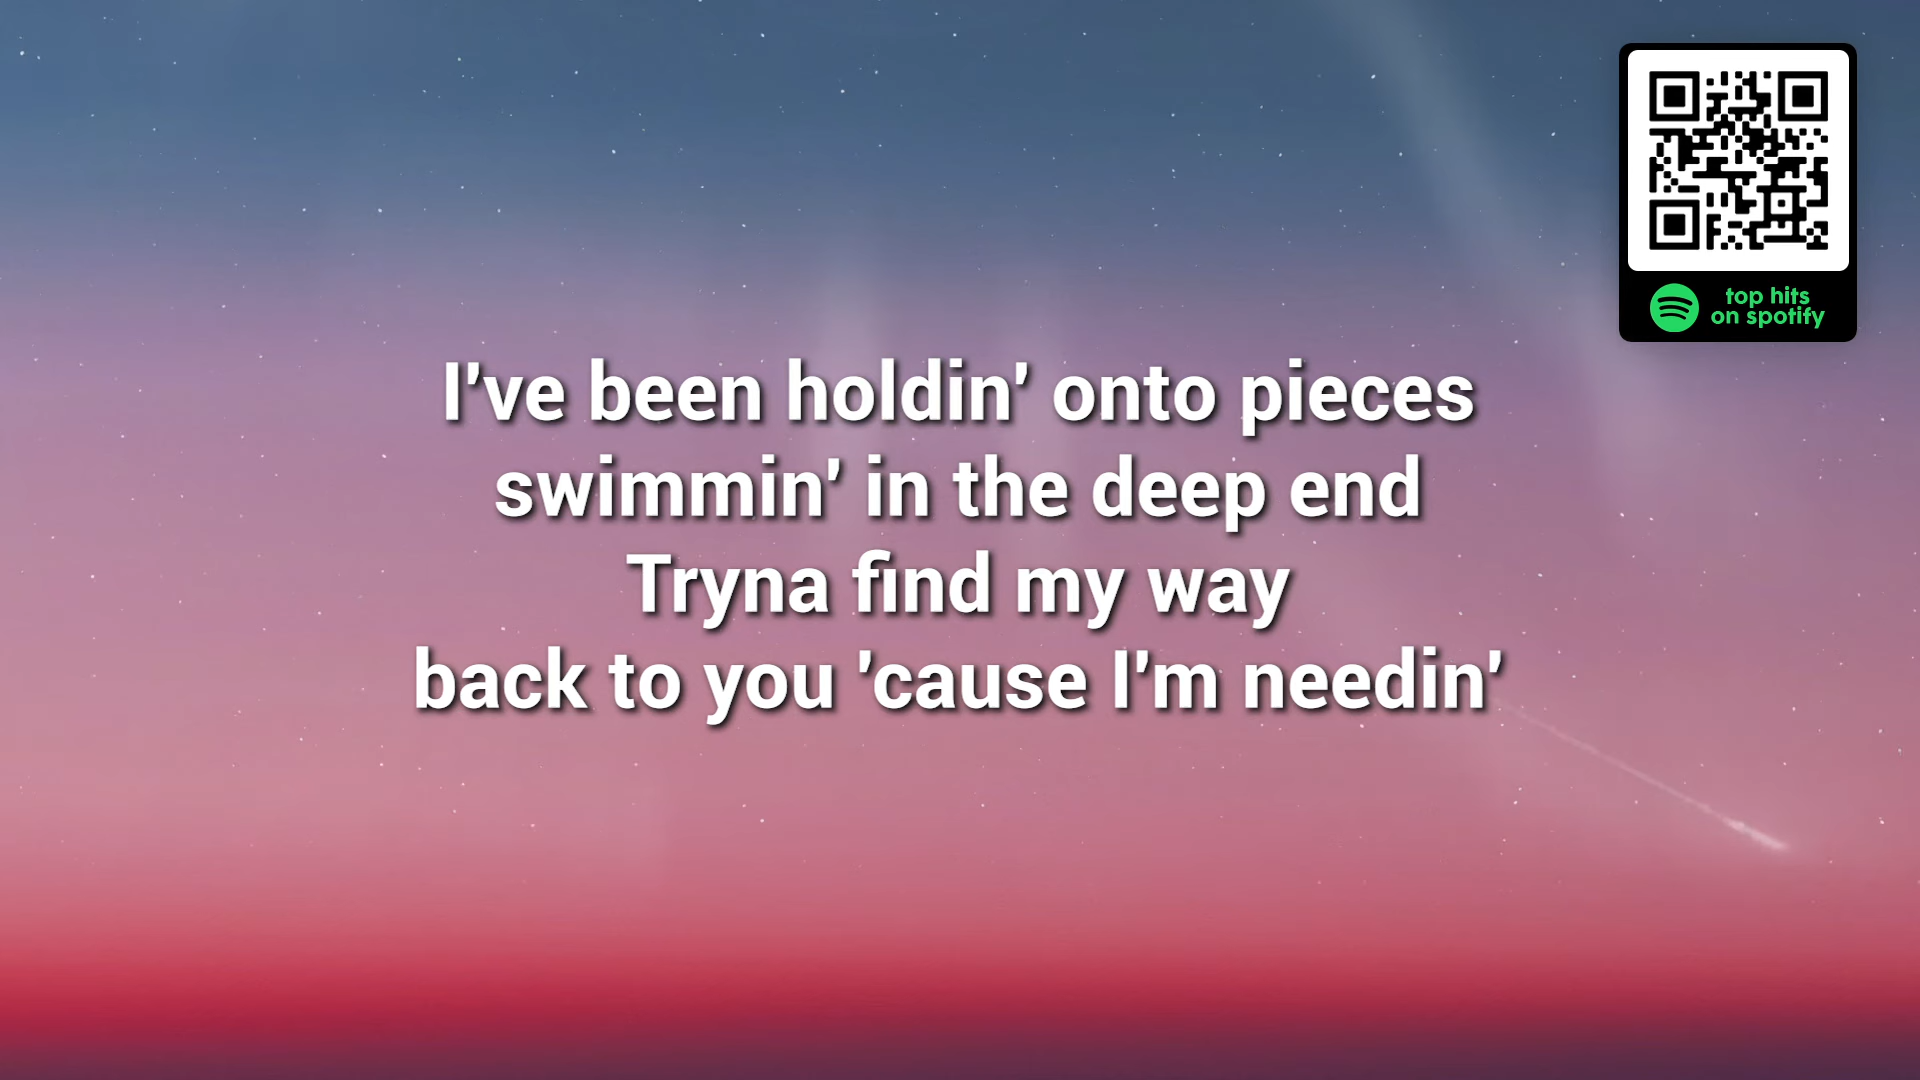 top hits
on spotify
I've been holdin' onto pieces
swimmin' in the deep end
Tryna find my way
back to you 'cause I'm needin'